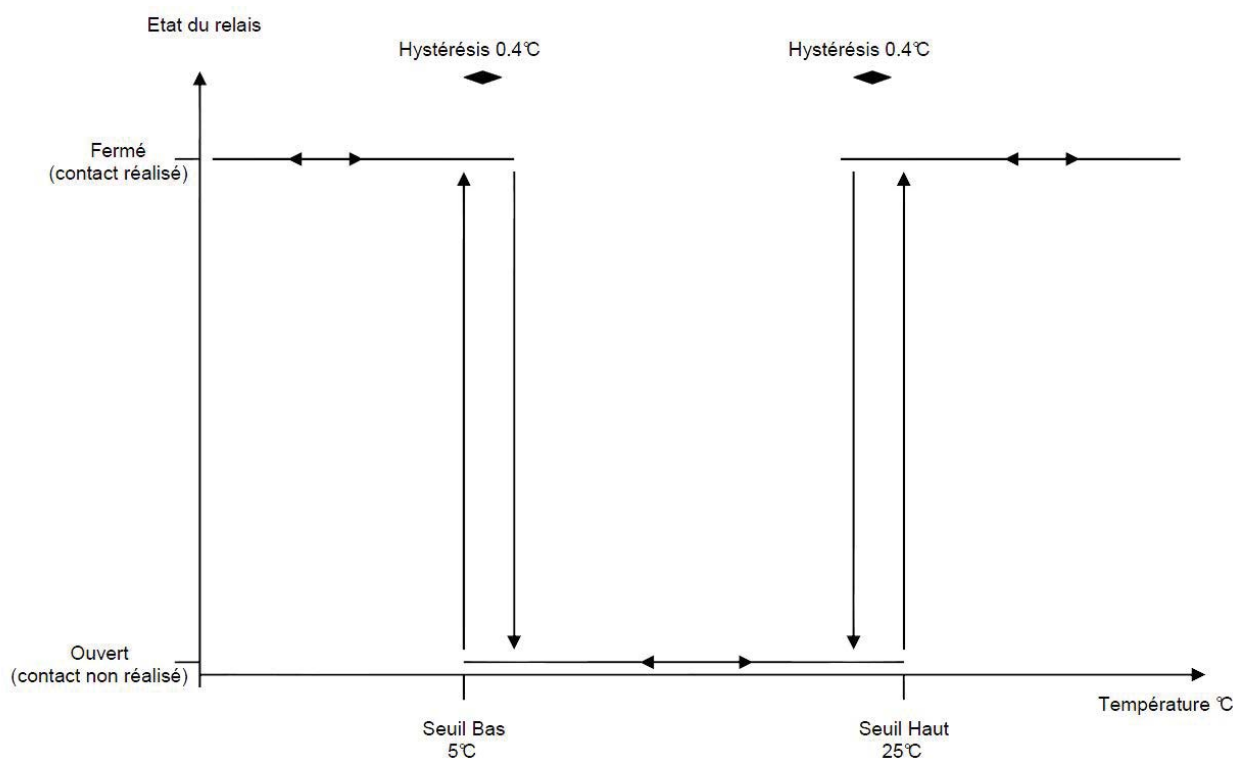 Etat du relais
Hystérésis 0.4°C
Hystérésis 0.4°C
Fermé
(contact réalisé)
Ouvert
(contact non réalisé)
Température °C
Seuil Bas
5°C
Seuil Haut
25°C